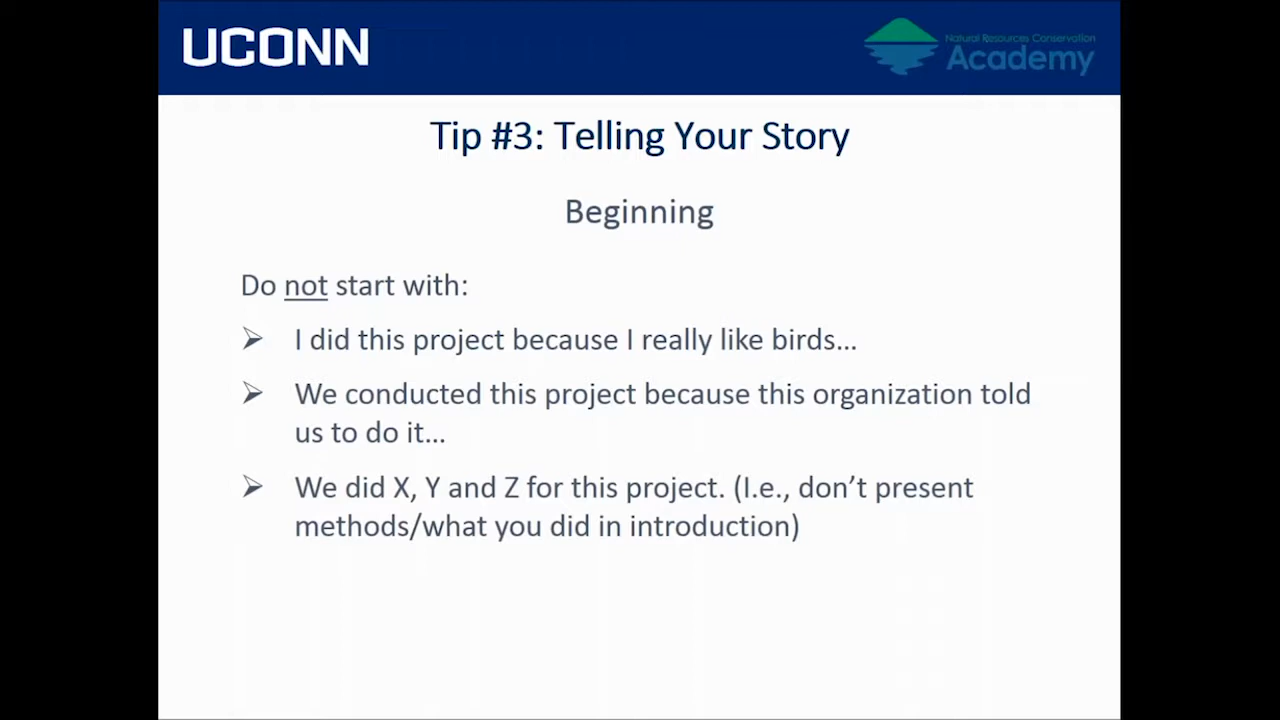 UCONN
Natural Resources Conservation
Academy
Tip #3: Telling Your Story
Beginning
Do not start with:
➢ I did this project because I really like birds…
➢ We conducted this project because this organization told
us to do it…
➢ We did X, Y and Z for this project. (I.e., don’t present
methods/what you did in introduction)